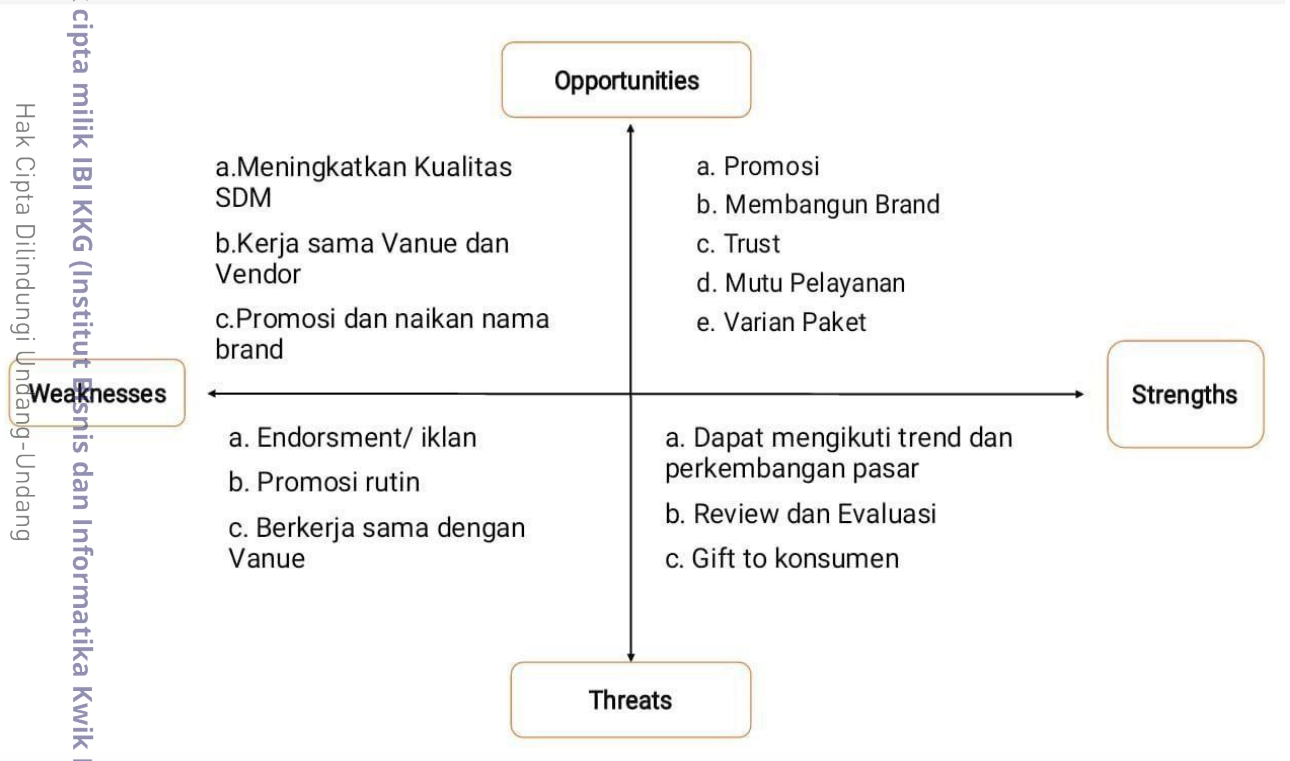 Opportunities
a.Meningkatkan Kualitas
SDM
b.Kerja sama Vanue dan
Vendor
c.Promosi dan naikan nama
brand
a. Promosi
b. Membangun Brand
c. Trust
d. Mutu Pelayanan
e. Varian Paket
Weaknesses
Strengths
a. Endorsment/ iklan
b. Promosi rutin
c. Berkerja sama dengan
Vanue
a. Dapat mengikuti trend dan
perkembangan pasar
b. Review dan Evaluasi
c. Gift to konsumen
Threats
Hak Cipta Dilindungi Undang-Undang
cipta milik IBI KKG (Institut Bisnis dan Informatika Kwik